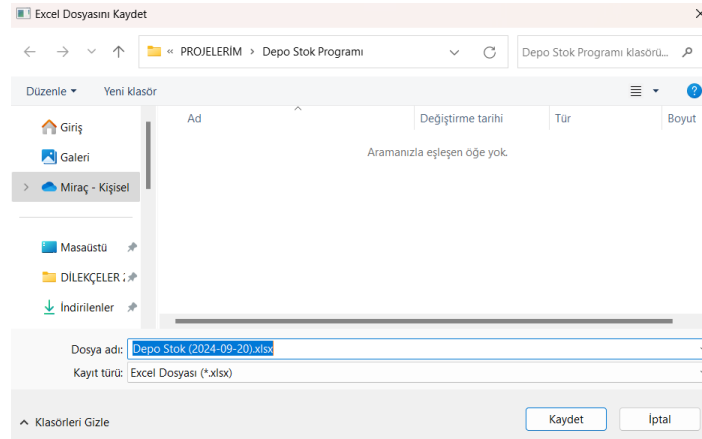 Excel Dosyasını Kaydet
« PROJELERİM › Depo Stok Programı
Depo Stok Programı klasörü...
Düzenle
Yeni klasör
Ad
Değiştirme tarihi
Tür
Boyut
Giriş
Aramanızla eşleşen öğe yok.
Galeri
Miraç - Kişisel
Masaüstü
DİLEKÇELER
İndirilenler
Dosya adı: Depo Stok (2024-09-20).xlsx
Kayıt türü: Excel Dosyası (*.xlsx)
Klasörleri Gizle
Kaydet
İptal